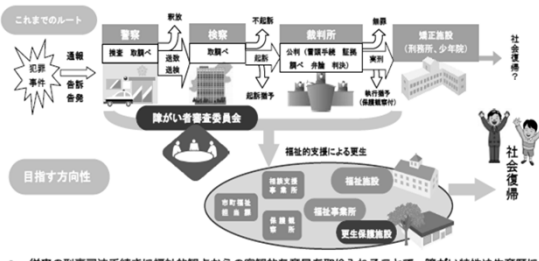 これまでのルート
犯罪
事件
通報
告訴
告発
警察
捜査 取調べ
釈放
送致
送検
検察
取調べ
不起訴
起訴
起訴猶予
裁判所
公判(冒頭手続 証拠
調べ 弁論 判決)
無罪
実刑
執行猶予
(保護観察付)
矯正施設
(刑務所、少年院)
社会復帰?
障がい者審査委員会
福祉的支援による更生
目指す方向性
市町福祉
担当課
相談支援
事業所
保護観
察所
福祉施設
福祉事務所
更生保護施設
社会復帰